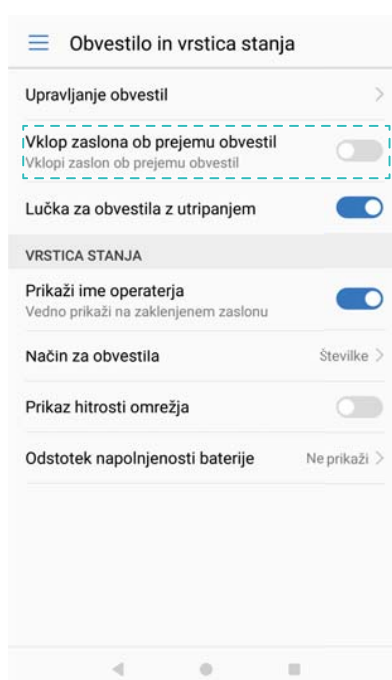 Obvestilo in vrstica stanja
Upravljanje obvestil
Vklop zaslona ob prejemu obvestil
Vklopi zaslon ob prejemu obvestil
Lučka za obvestila z utripanjem
VRSTICA STANJA
Prikaži ime operaterja
Vedno prikaži na zaklenjenem zaslonu
Način za obvestila Številke
Prikaz hitrosti omrežja
Odstotek napolnjenosti baterije Ne prikaži